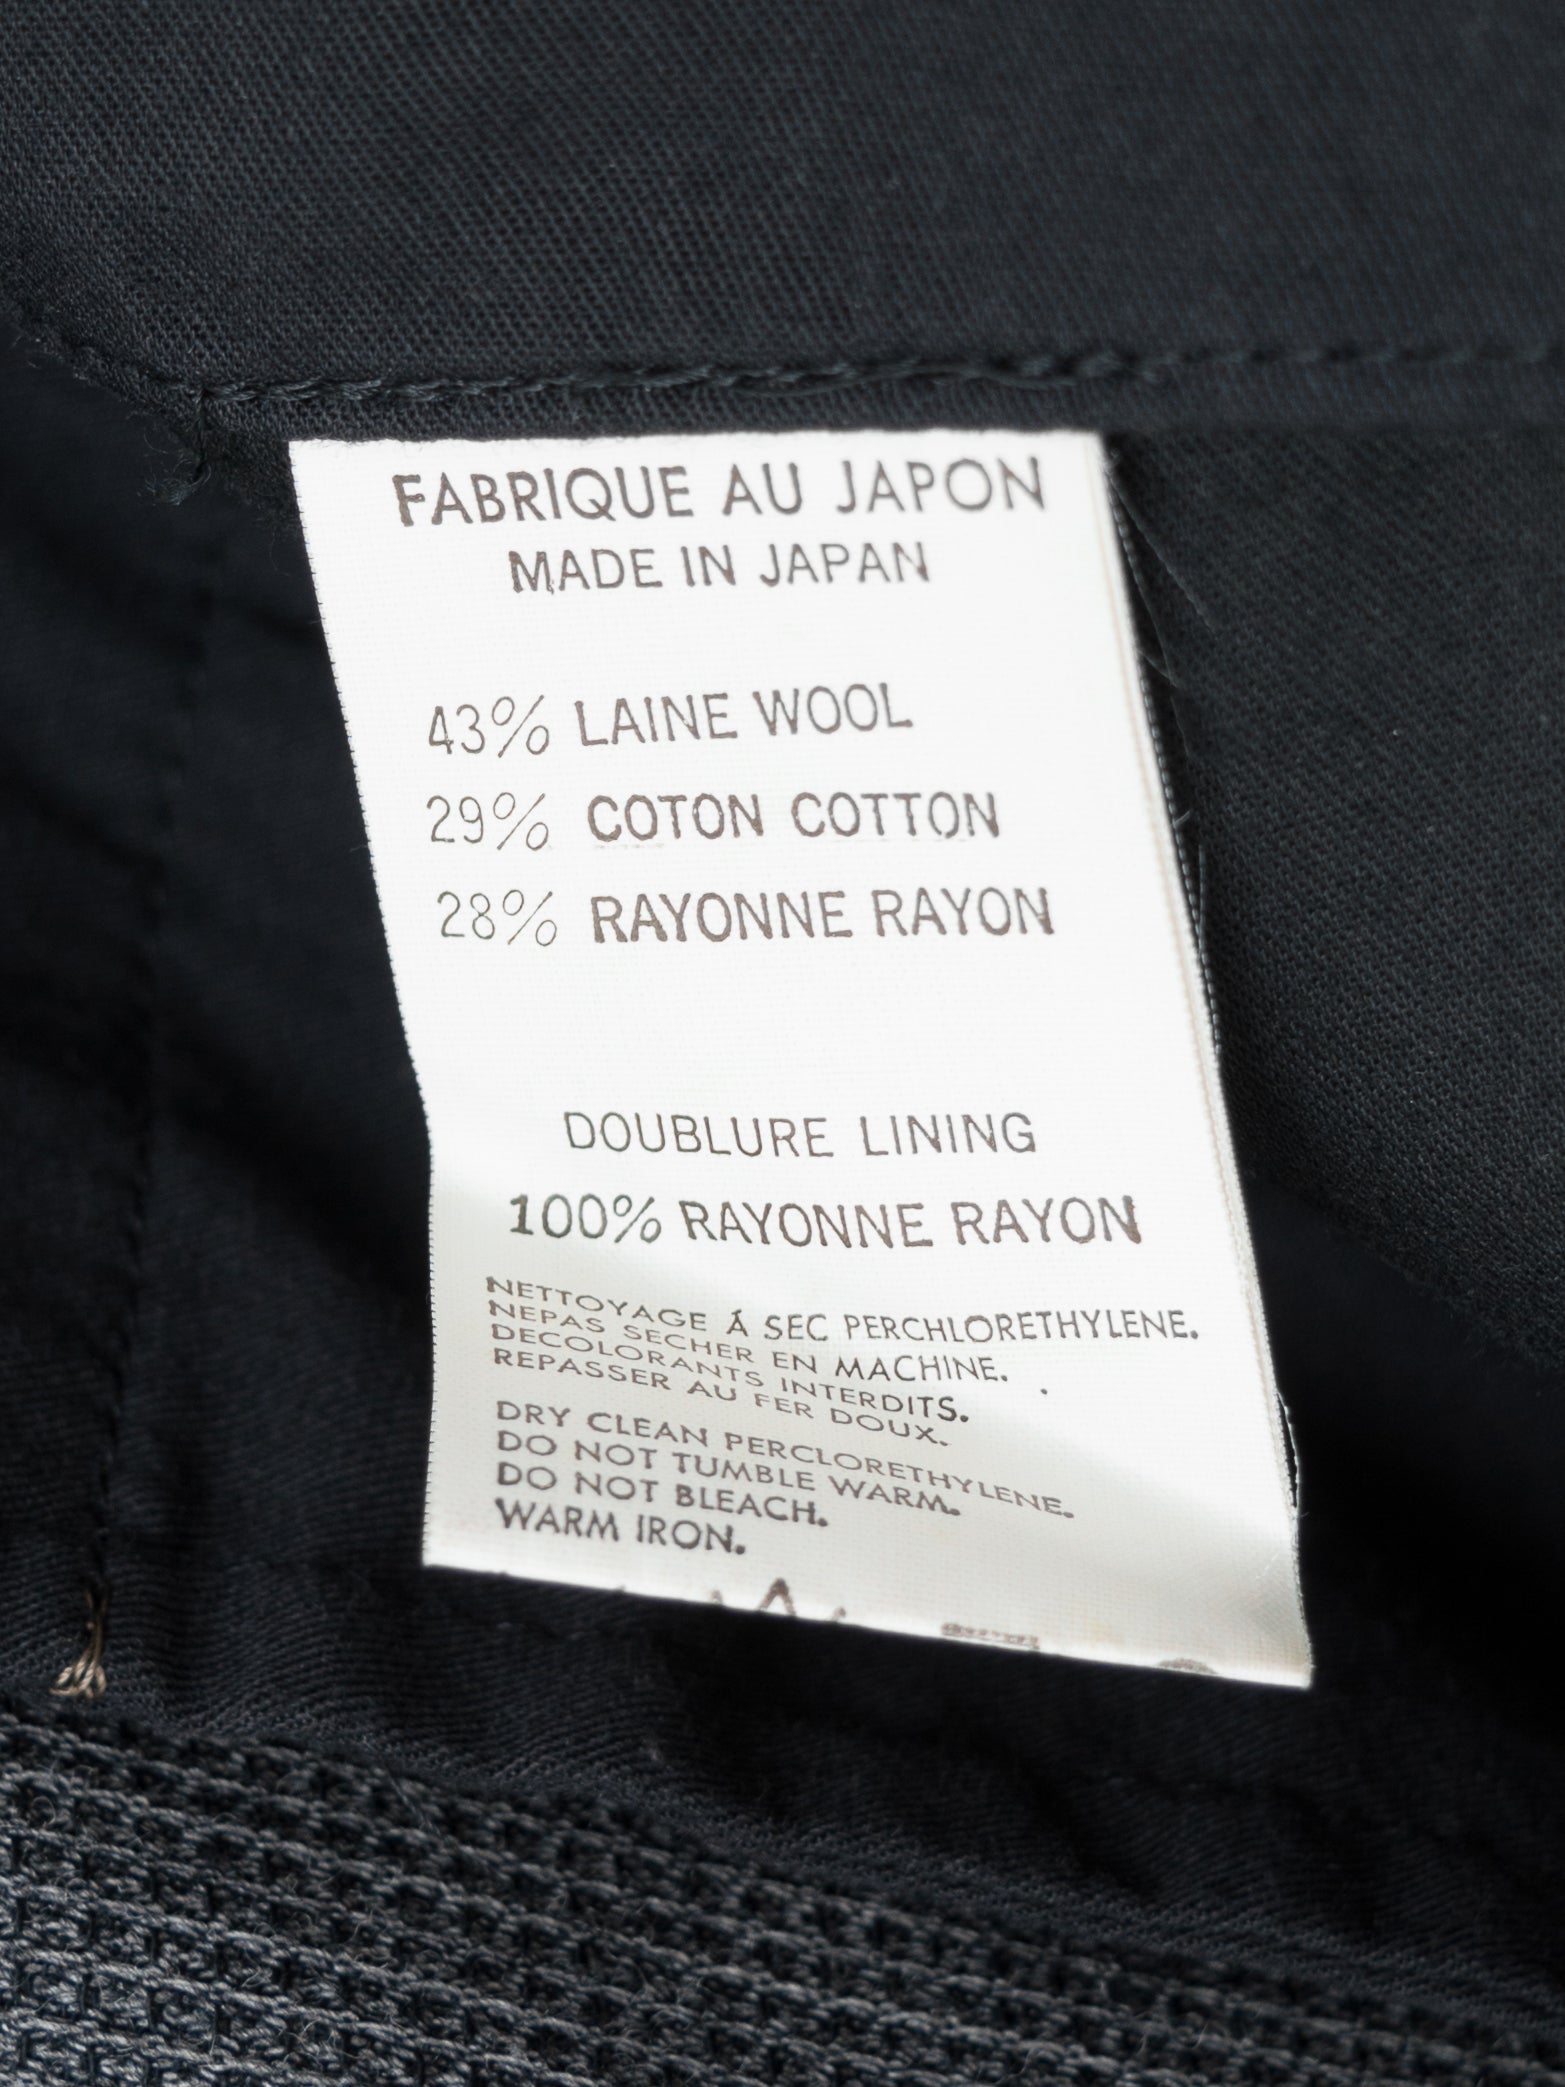 FABRIQUE AU JAPON
MADE IN JAPAN
43% LAINE WOOL
29% COTON COTTON
28% RAYONNE RAYON
DOUBLURE LINING
100% RAYONNE RAYON
NETTOYAGE Á SEC PERCHLORETHYLENE.
NEPAS SECHER EN MACHINE.
DECOLORANTS INTERDITS.
REPASSER AU FER DOUX.
DRY CLEAN PERCLORETHYLENE.
DO NOT TUMBLE WARM.
DO NOT BLEACH.
WARM IRON.